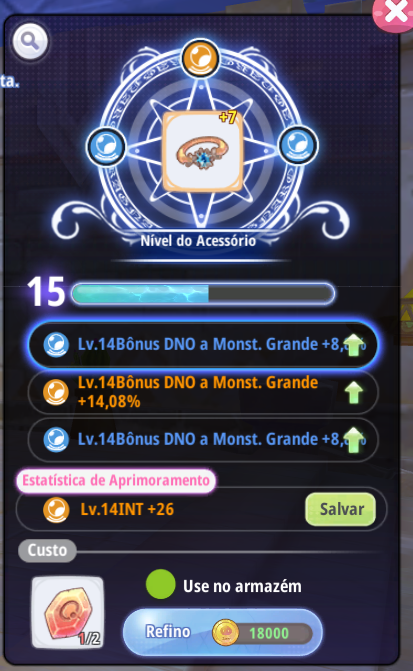 ta.
+7
Nível do Acessório
15
Lv.14Bônus DNO a Monst. Grande +8,
Lv.14Bônus DNO a Monst. Grande
+14,08%
Lv.14Bônus DNO a Monst. Grande +8,
Estatística de Aprimoramento
Lv.14INT +26
Salvar
Custo
1/2
Use no armazém
Refino
18000